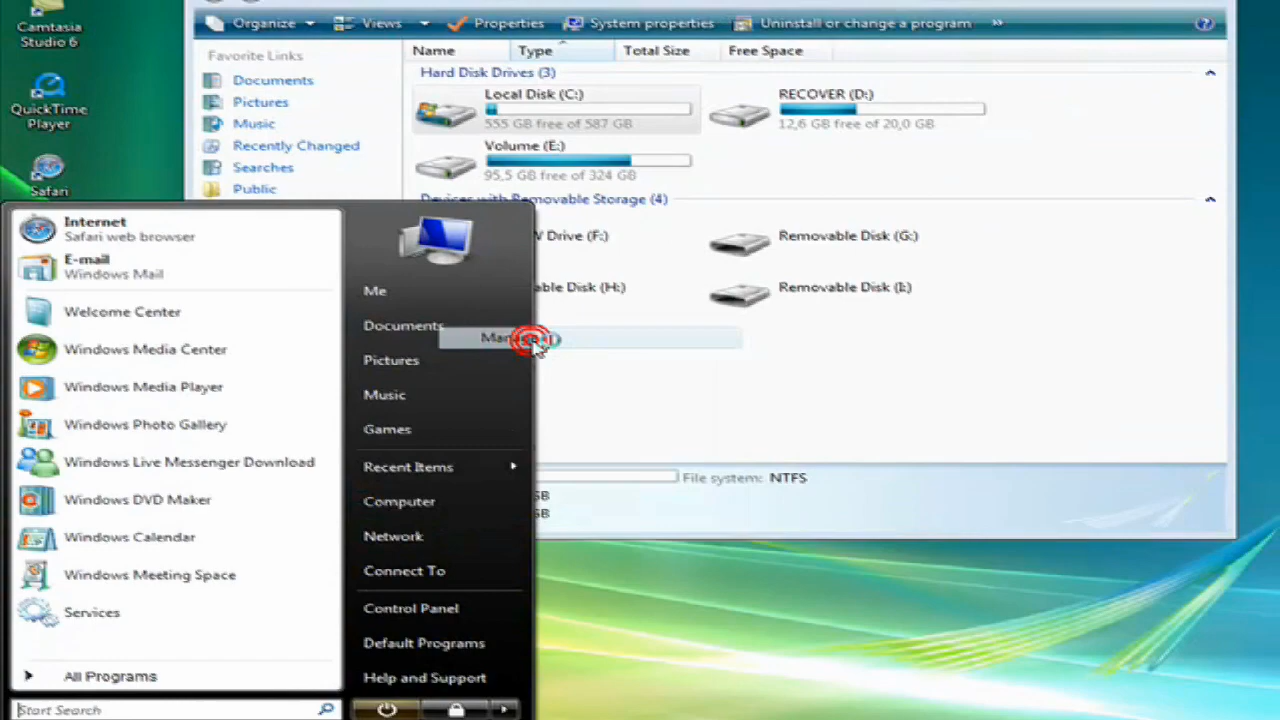 Camtasia
Studio 6
QuickTime
Player
Safari
Organize
Views
Properties
System properties
Uninstall or change a program
»
Favorite Links
Documents
Pictures
Music
Recently Changed
Searches
Public
Name
Type
Total Size
Free Space
Hard Disk Drives (3)
Local Disk (C:)
555 GB free of 587 GB
RECOVER (D:)
12,6 GB free of 20,0 GB
Volume (E:)
95,5 GB free of 324 GB
Devices with Removable Storage (4)
Drive (F:)
Removable Disk (G:)
Disk (H:)
Removable Disk (I:)
File system: NTFS
GB
GB
Internet
Safari web browser
E-mail
Windows Mail
Welcome Center
Windows Media Center
Windows Media Player
Windows Photo Gallery
Windows Live Messenger Download
Windows DVD Maker
Windows Calendar
Windows Meeting Space
Services
All Programs
Start Search
Me
Documents
Pictures
Music
Games
Recent Items
Computer
Network
Connect To
Control Panel
Default Programs
Help and Support